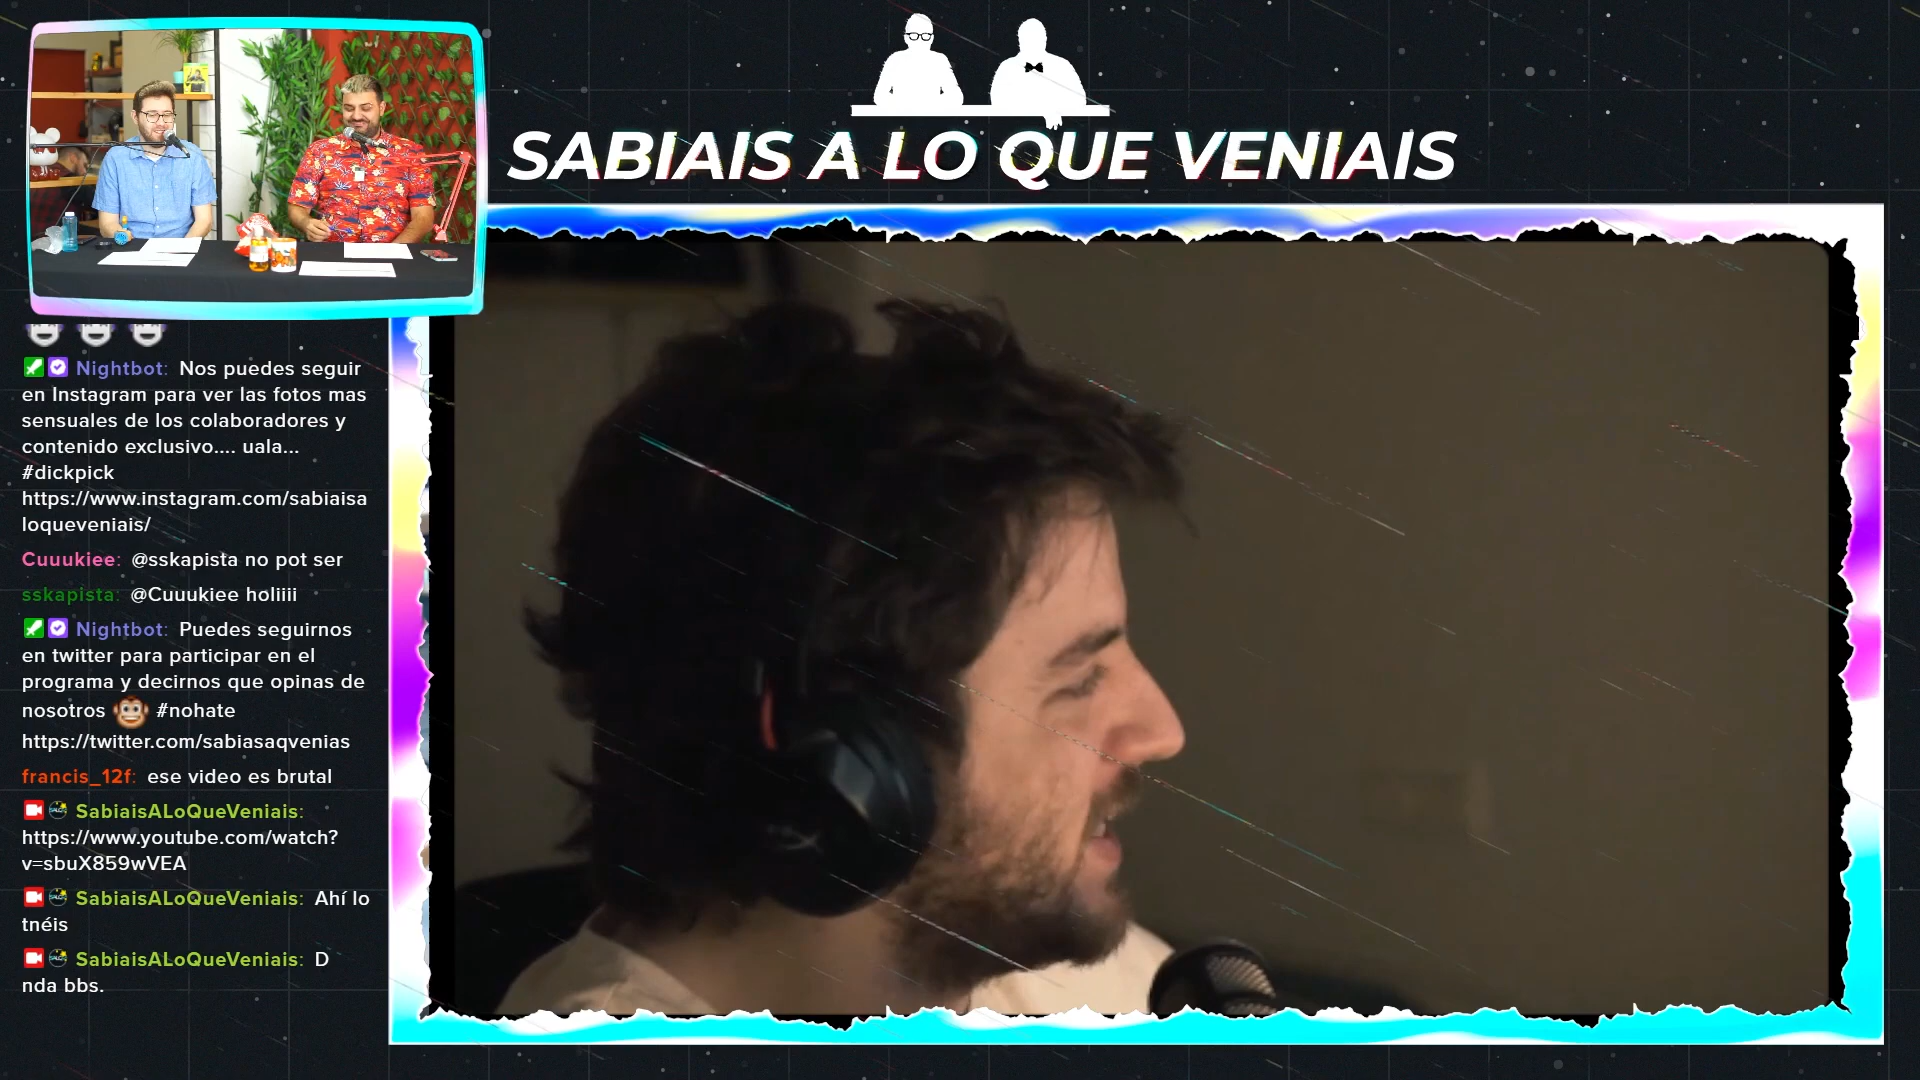 SABIAIS A LO QUE VENIAIS
Nightbot: Nos puedes seguir
en Instagram para ver las fotos mas
sensuales de los colaboradores y
contenido exclusivo.... uala...
#dickpick
https://www.instagram.com/sabiaisa
loqueveniais/
Cuuukiee: @sskapista no pot ser
sskapista: @Cuuukiee holiiii
Nightbot: Puedes seguirnos
en twitter para participar en el
programa y decirnos que opinas de
nosotros #nohate
https://twitter.com/sabiasaqvenias
francis_12f: ese video es brutal
SabiaisALoQueVeniais:
https://www.youtube.com/watch?
v=sbuX859wVEA
SabiaisALoQueVeniais: Ahí lo
tnéis
SabiaisALoQueVeniais: D
nda bbs.